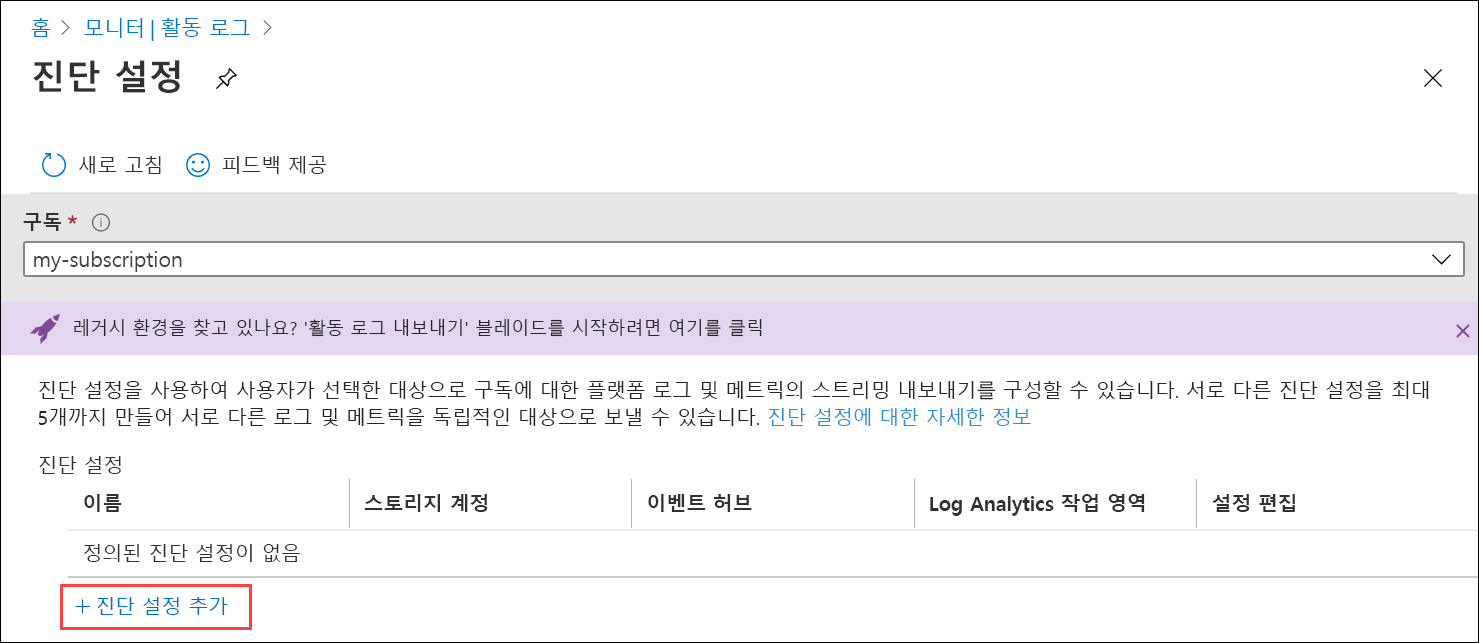 홈 > 모니터 | 활동 로그 >
진단 설정
새로 고침 피드백 제공
구독 *
my-subscription
레거시 환경을 찾고 있나요? '활동 로그 내보내기' 블레이드를 시작하려면 여기를 클릭
진단 설정을 사용하여 사용자가 선택한 대상으로 구독에 대한 플랫폼 로그 및 메트릭의 스트리밍 내보내기를 구성할 수 있습니다. 서로 다른 진단 설정을 최대
5개까지 만들어 서로 다른 로그 및 메트릭을 독립적인 대상으로 보낼 수 있습니다. 진단 설정에 대한 자세한 정보
진단 설정
이름 스토리지 계정 이벤트 허브 Log Analytics 작업 영역 설정 편집
정의된 진단 설정이 없음
+ 진단 설정 추가